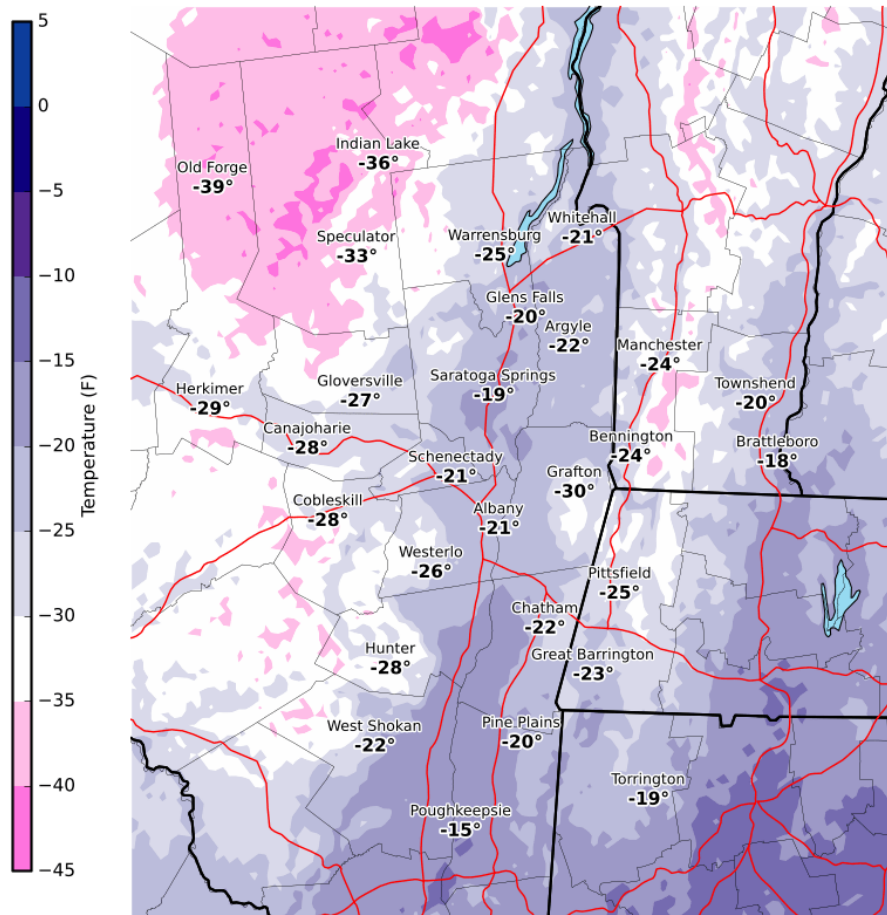 5
0
−5
−10
−15
−20
−25
−30
−35
−40
−45
Temperature (F)
Indian Lake
-36°
Old Forge
-39°
Whitehall
-21°
Speculator
-33°
Warrensburg
-25°
Glens Falls
-20°
Argyle
-22°
Manchester
-24°
Saratoga Springs
-19°
Gloversville
-27°
Townshend
-20°
Herkimer
-29°
Canajoharie
-28°
Bennington
-24°
Brattleboro
-18°
Schenectady
-21°
Grafton
-30°
Cobleskill
-28°
Albany
-21°
Westerlo
-26°
Pittsfield
-25°
Chatham
-22°
Hunter
-28°
Great Barrington
-23°
West Shokan
-22°
Pine Plains
-20°
Torrington
-19°
Poughkeepsie
-15°